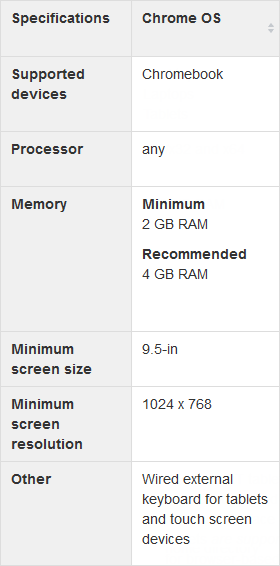 Specifications
Chrome OS
Supported
devices
Chromebook
Processor
any
Memory
Minimum
2 GB RAM
Recommended
4 GB RAM
Minimum
screen size
9.5-in
Minimum
screen
resolution
1024 x 768
Other
Wired external
keyboard for tablets
and touch screen
devices